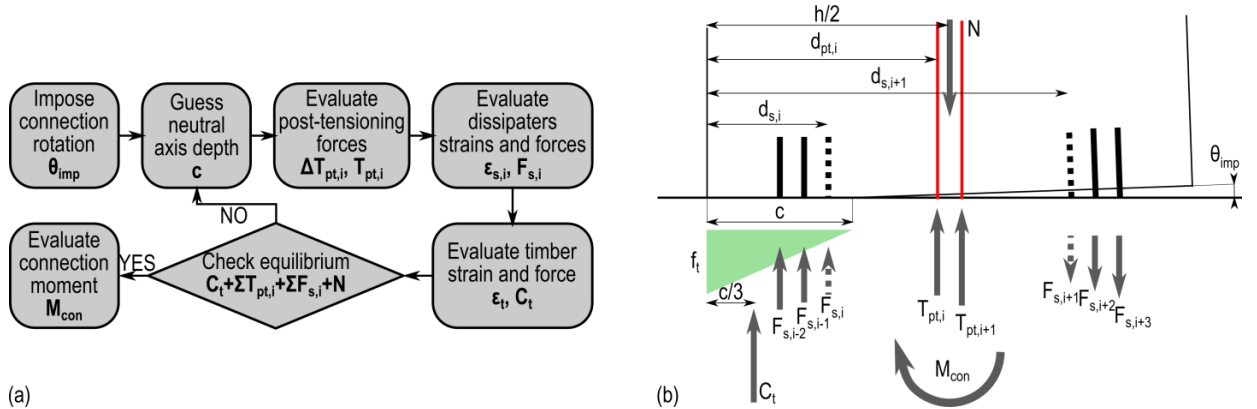 Impose
connection
rotation
θimp
Guess
neutral
axis depth
c
Evaluate
post-tensioning
forces
ΔTpt,i, Tpt,i
Evaluate
dissipaters
strains and forces
εs,i, Fs,i
NO
Evaluate
connection
moment
Mcon
YES
Check equilibrium
Ct+ΣTpt,i+ΣFs,i+N
Evaluate timber
strain and force
εt, Ct
(a)
h/2
N
dpt,i
ds,i+1
ds,i
θimp
c
ft
c/3
Fs,i-2
Fs,i-1
Fs,i
Tpt,i
Tpt,i+1
Fs,i+1
Fs,i+2
Fs,i+3
Mcon
Ct
(b)